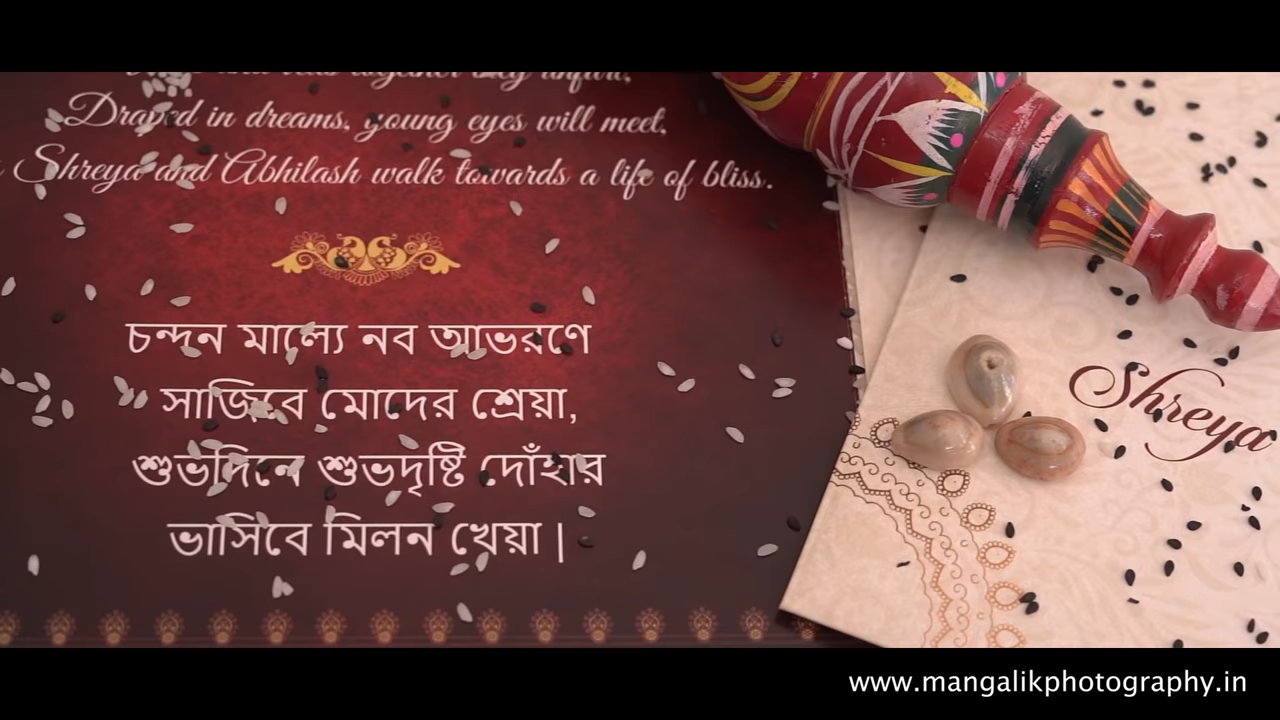 together
Draped in dreams, young eyes will meet,
Shreya and Abhilash walk towards a life of bliss.
চন্দন মাল্যে নব আভরণে
সাজিবে মোদের শ্রেয়া,
শুভদিনে শুভদৃষ্টি দোঁহার
ভাসিবে মিলন খেয়া |
Shreya
www.mangalikphotography.in